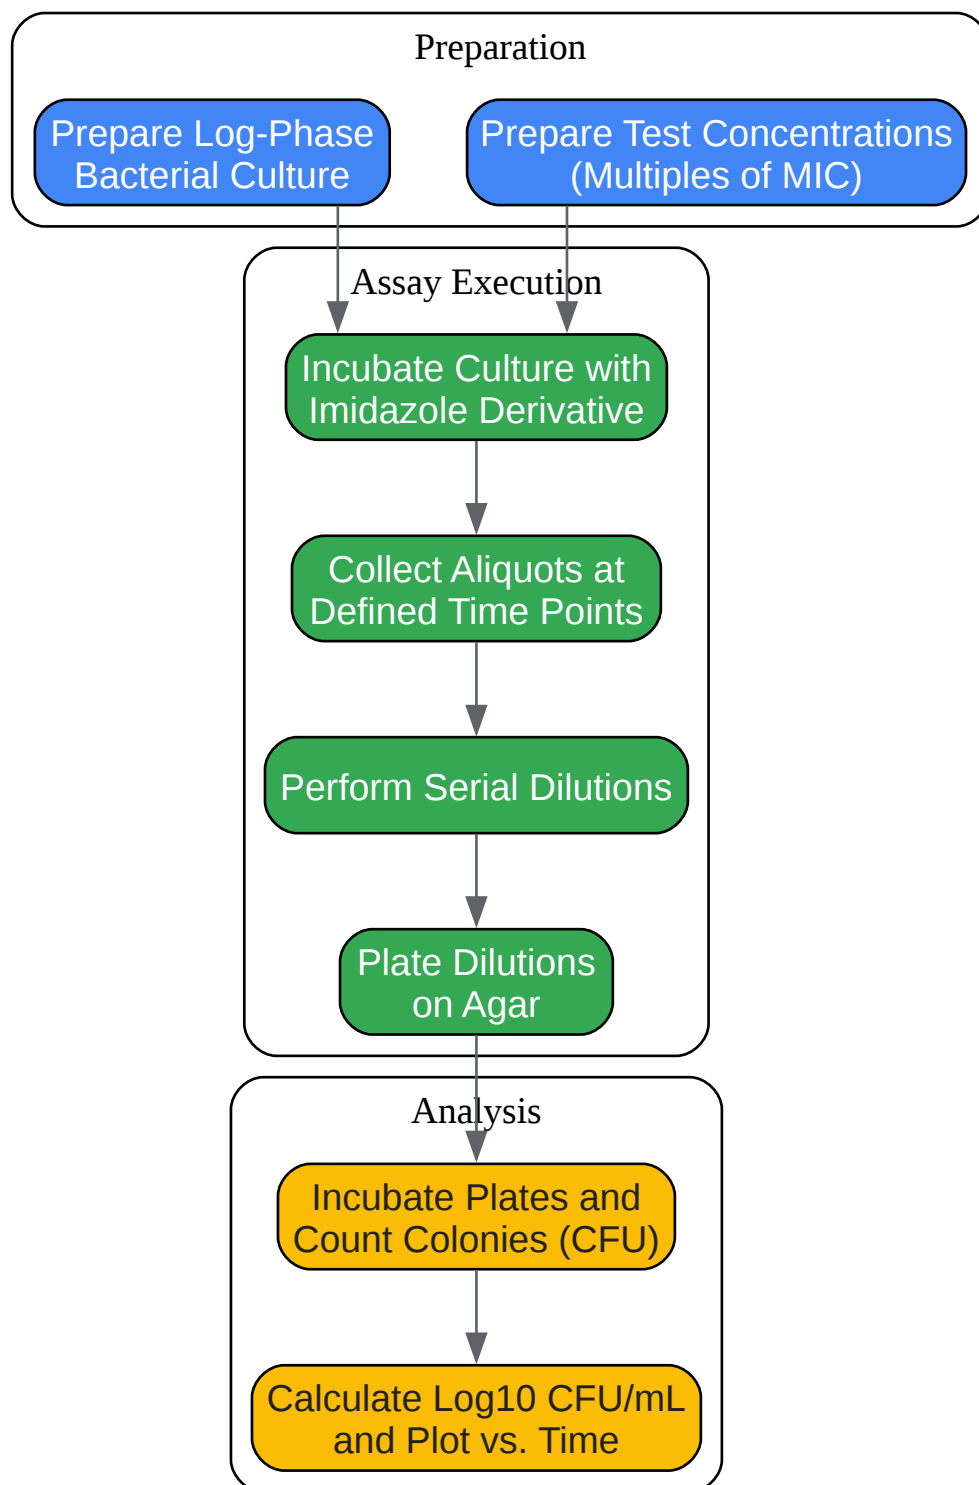 Preparation
Prepare Log-Phase
Bacterial Culture
Prepare Test Concentrations
(Multiples of MIC)
Assay Execution
Incubate Culture with
Imidazole Derivative
Collect Aliquots at
Defined Time Points
Perform Serial Dilutions
Plate Dilutions
on Agar
Analysis
Incubate Plates and
Count Colonies (CFU)
Calculate Log10 CFU/mL
and Plot vs. Time